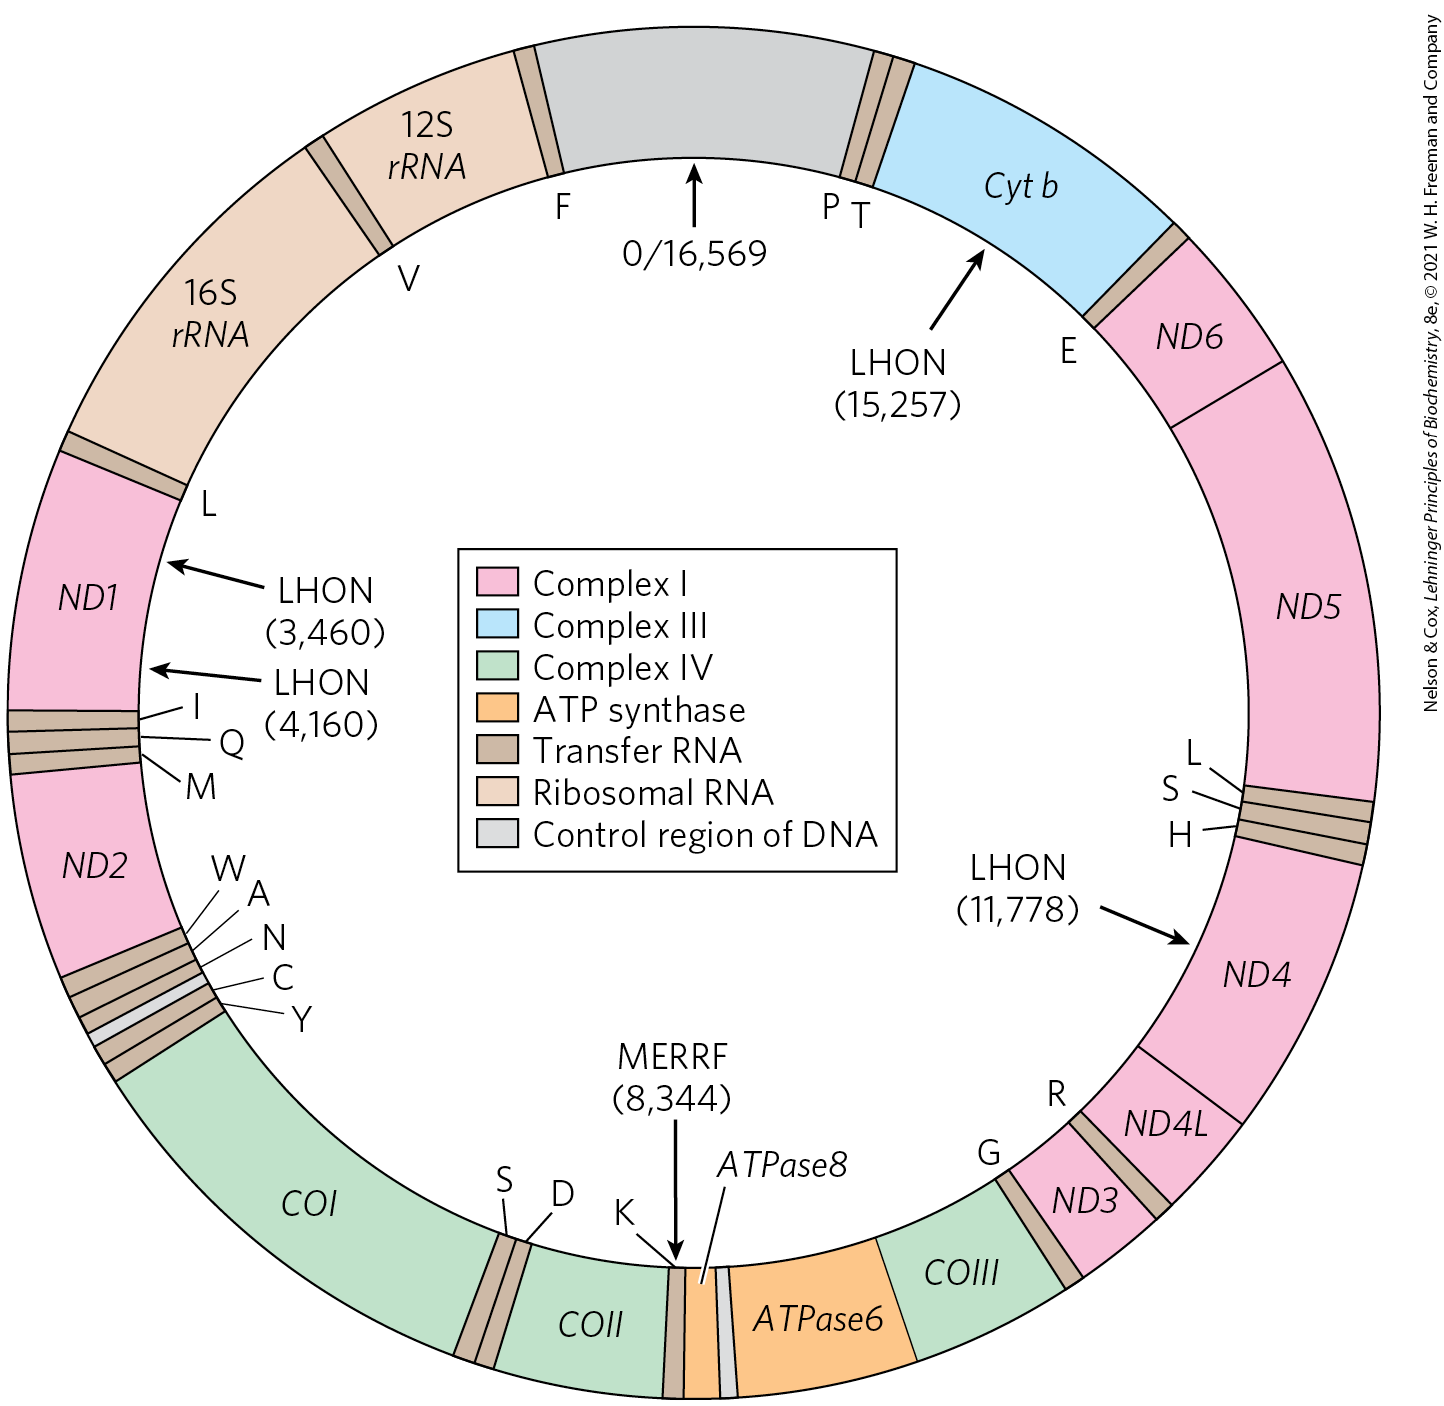 12S
rRNA
F
0/16,569
P
T
Cyt b
16S
rRNA
V
LHON
(15,257)
E
ND6
L
ND1
LHON
(3,460)
LHON
(4,160)
I
Q
M
ND2
Complex I
Complex III
Complex IV
ATP synthase
Transfer RNA
Ribosomal RNA
Control region of DNA
ND5
L
S
H
LHON
(11,778)
ND4
W
A
N
C
Y
MERRF
(8,344)
R
ND4L
G
ND3
ATPase8
COI
S
D
K
COII
ATPase6
COIII
Nelson & Cox, Lehninger Principles of Biochemistry, 8e, © 2021 W. H. Freeman and Company